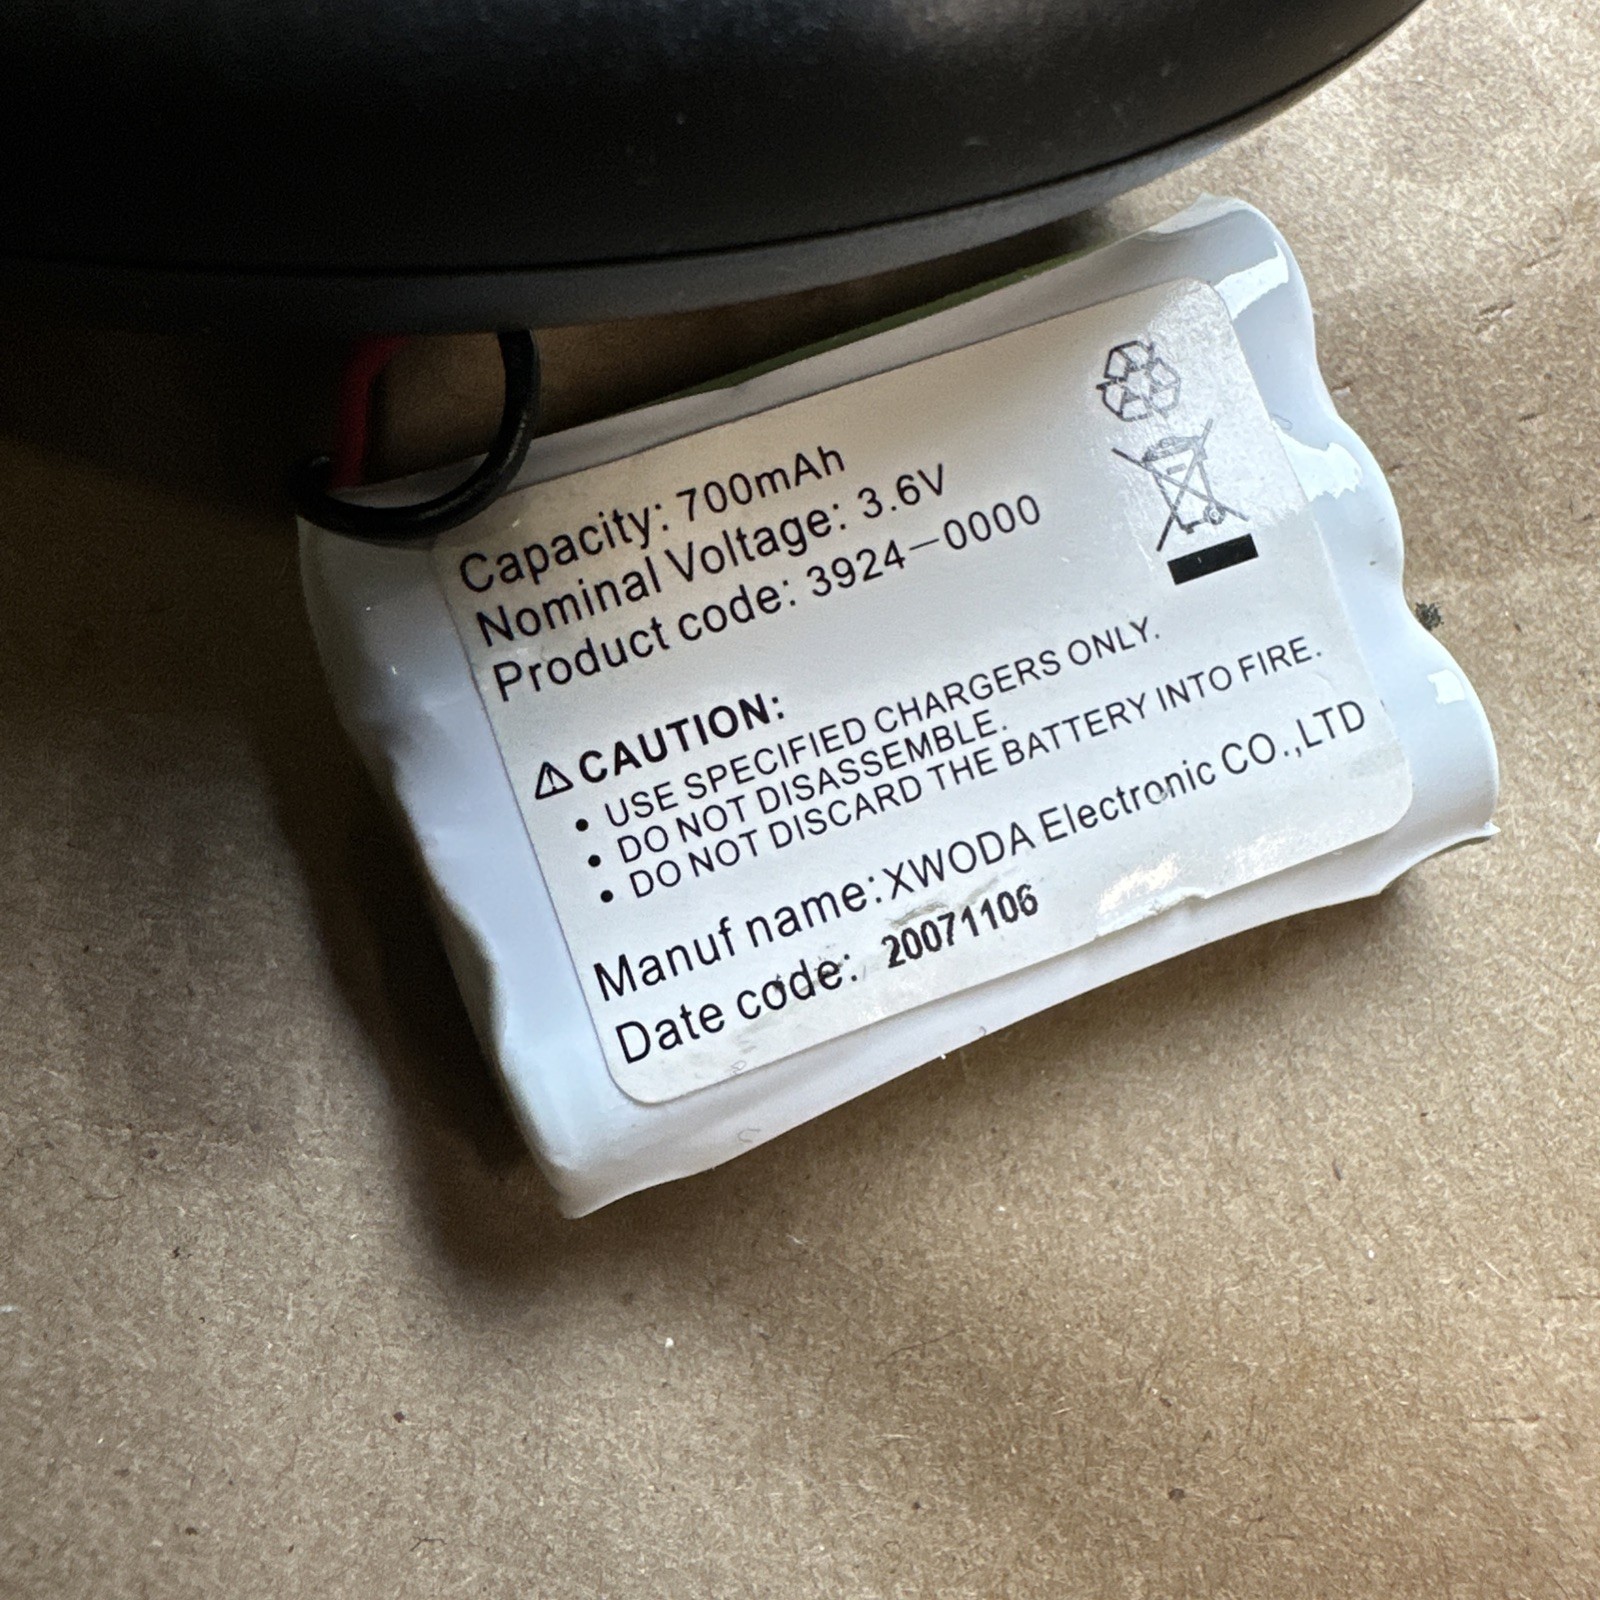 Capacity: 700mAh
Nominal Voltage: 3.6V
Product code: 3924-0000
⚠ CAUTION:
• USE SPECIFIED CHARGERS ONLY.
• DO NOT DISASSEMBLE.
• DO NOT DISCARD THE BATTERY INTO FIRE.
Manuf name: XWODA Electronic CO.,LTD
Date code: 20071106